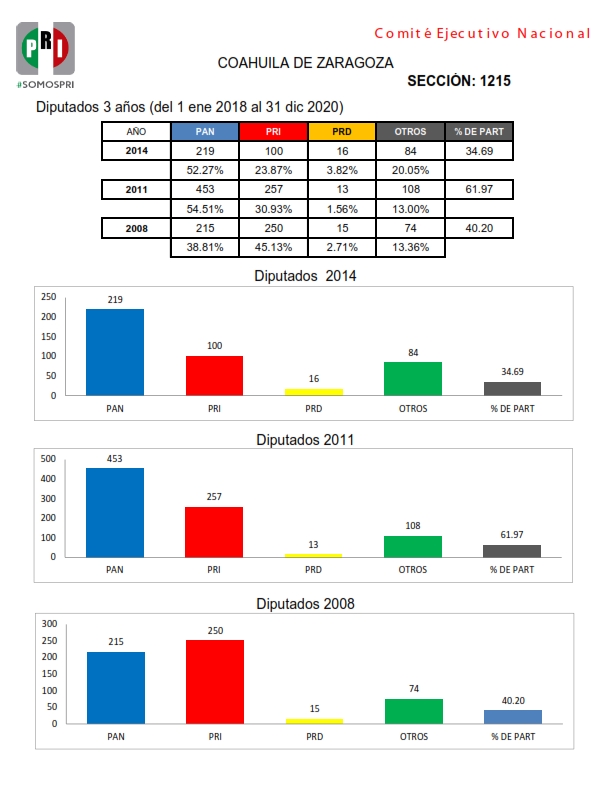 Comité Ejecutivo Nacional
PRI
#SOMOSPRI
COAHUILA DE ZARAGOZA
SECCIÓN: 1215
Diputados 3 años (del 1 ene 2018 al 31 dic 2020)
AÑO PAN PRI PRD OTROS % DE PART
2014 219 100 16 84 34.69
52.27% 23.87% 3.82% 20.05%
2011 453 257 13 108 61.97
54.51% 30.93% 1.56% 13.00%
2008 215 250 15 74 40.20
38.81% 45.13% 2.71% 13.36%
Diputados 2014
250
200
150
100
50
0
219
100
16
84
34.69
PAN PRI PRD OTROS % DE PART
Diputados 2011
500
400
300
200
100
0
453
257
13
108
61.97
PAN PRI PRD OTROS % DE PART
Diputados 2008
300
250
200
150
100
50
0
215
250
15
74
40.20
PAN PRI PRD OTROS % DE PART